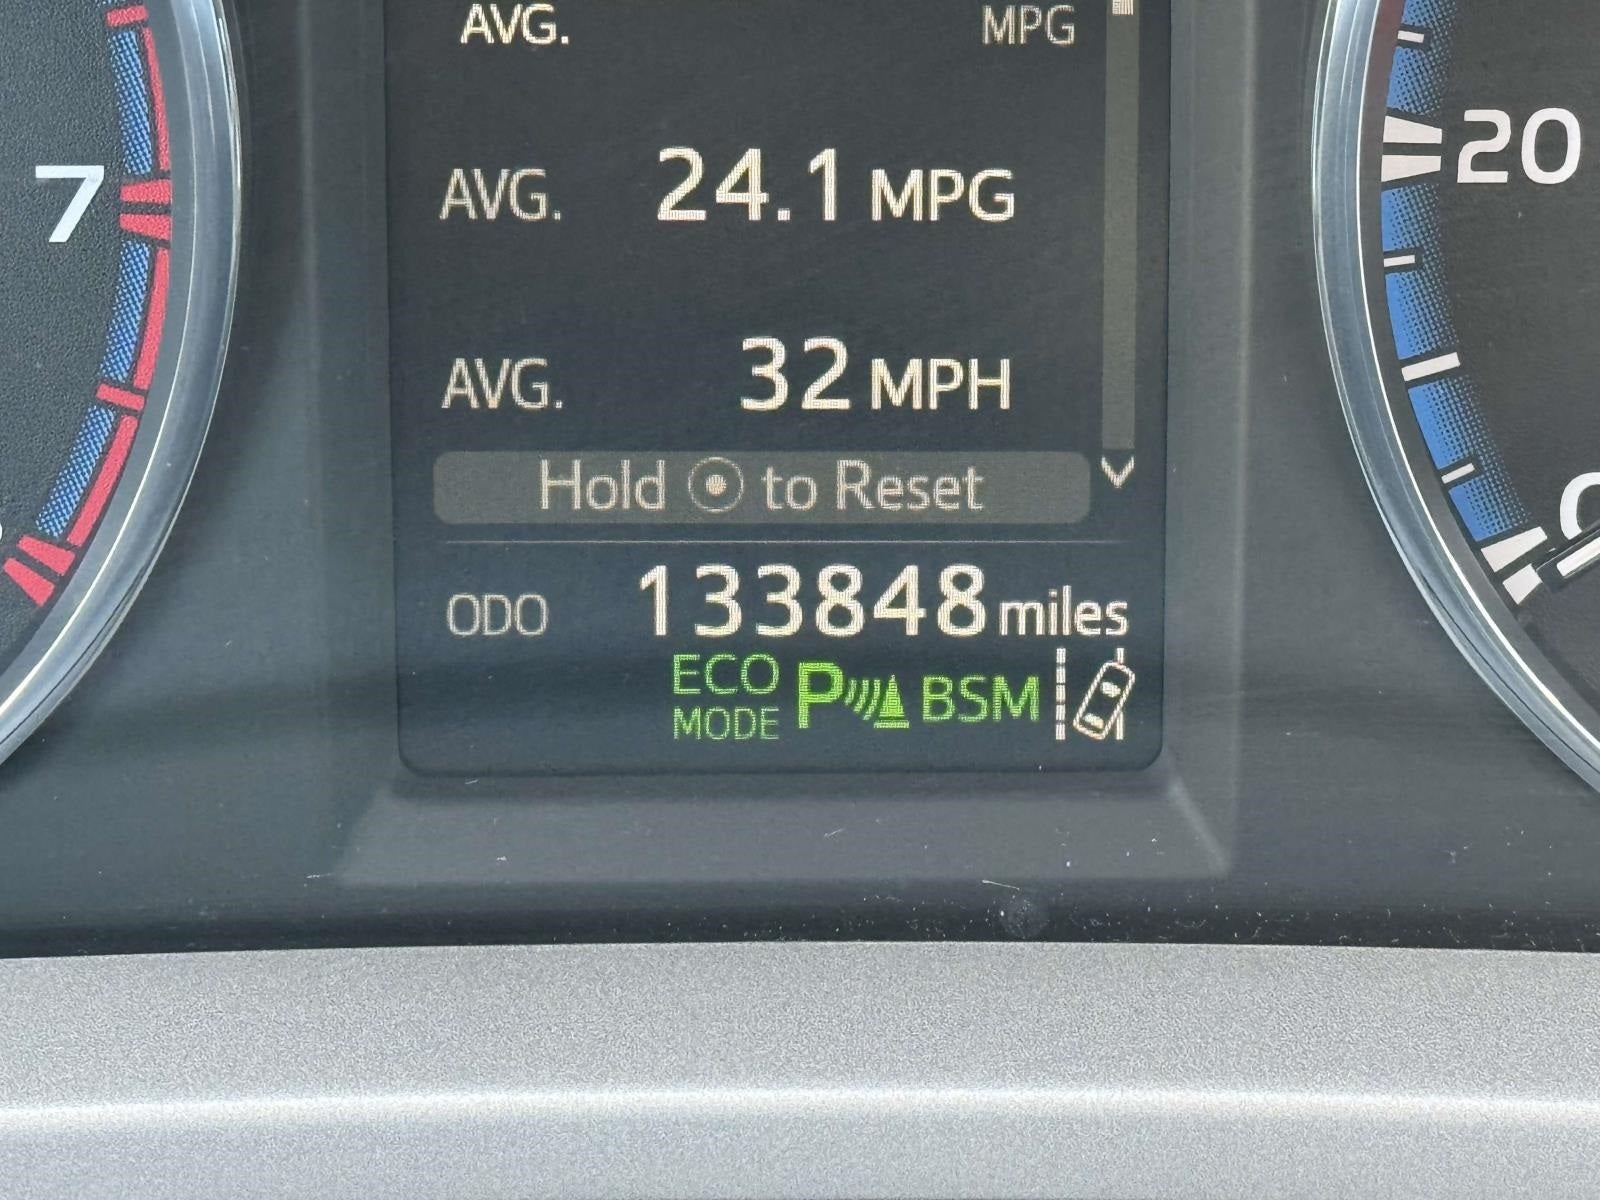 AVG. MPG
7
20
AVG. 24.1 MPG
AVG. 32 MPH
Hold to Reset
ODO 133848 miles
ECO MODE P BSM